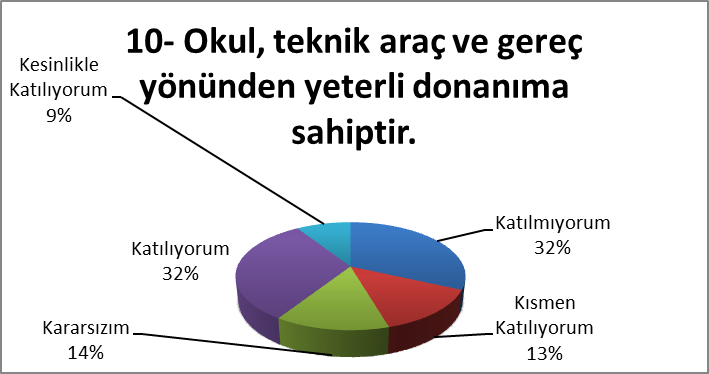 10- Okul, teknik araç ve gereç
yönünden yeterli donanıma
sahiptir.
Kesinlikle
Katılıyorum
9%
Katılmıyorum
32%
Katılıyorum
32%
Kısmen
Katılıyorum
13%
Kararsızım
14%